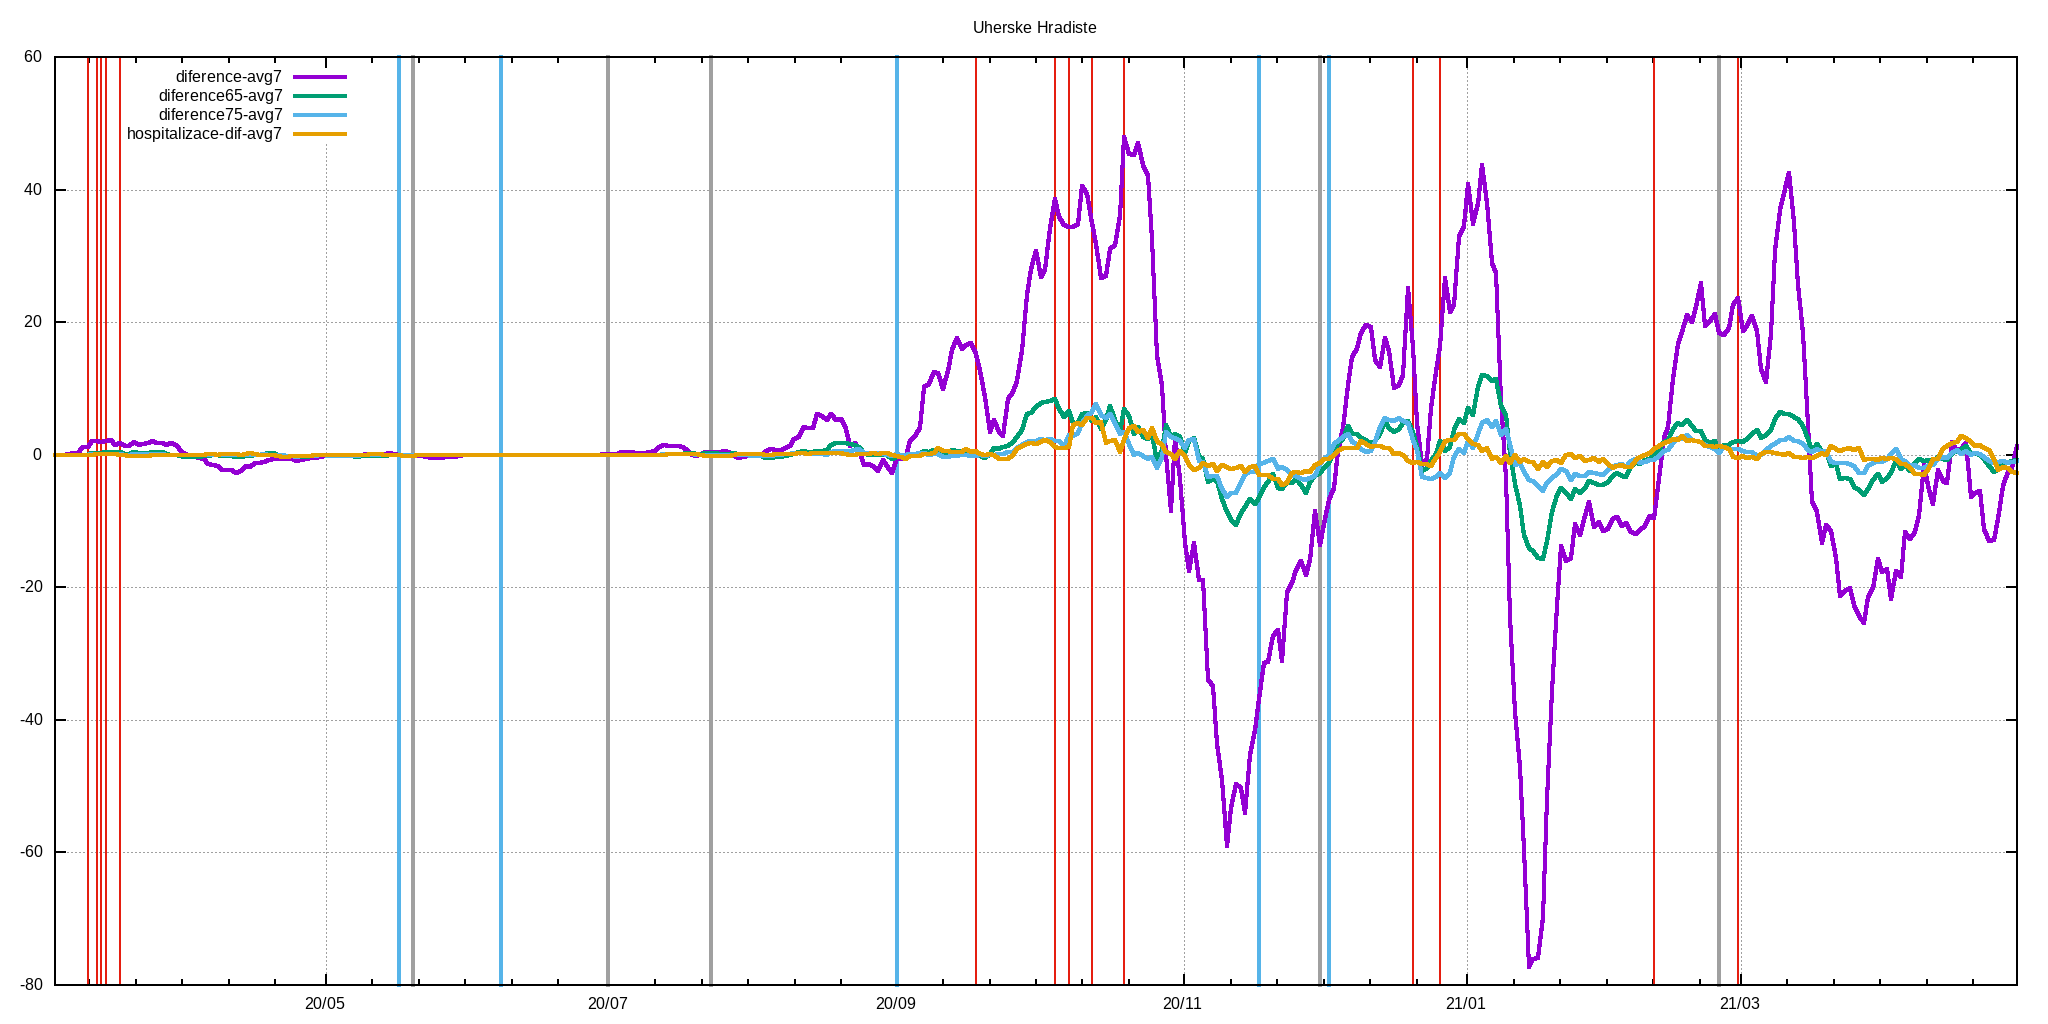 Uherske Hradiste
60
40
20
0
-20
-40
-60
-80
diference-avg7
diference65-avg7
diference75-avg7
hospitalizace-dif-avg7
20/05 20/07 20/09 20/11 21/01 21/03